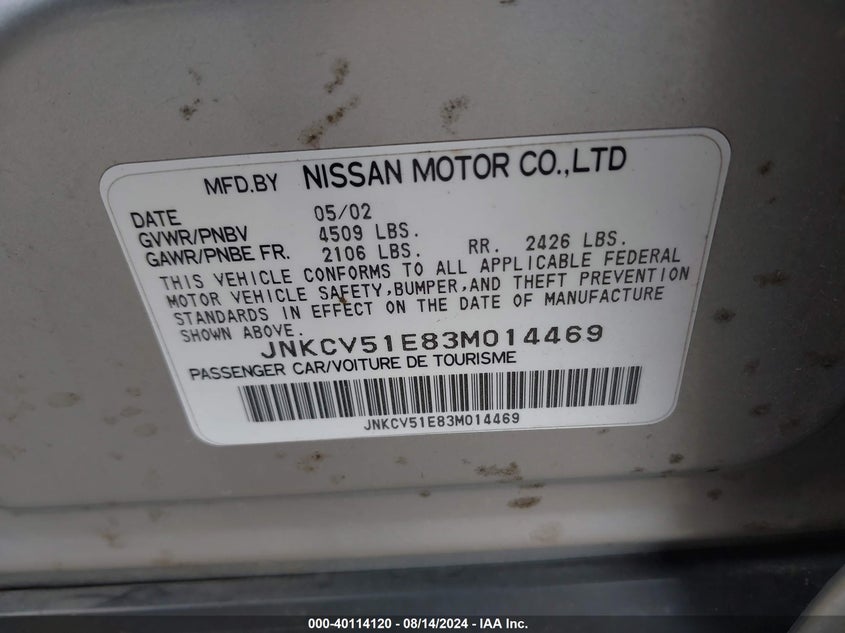 MFD.BY NISSAN MOTOR CO.,LTD
DATE 05/02
GVWR/PNBV 4509 LBS.
GAWR/PNBE FR. 2106 LBS. RR. 2426 LBS.
THIS VEHICLE CONFORMS TO ALL APPLICABLE FEDERAL
MOTOR VEHICLE SAFETY,BUMPER,AND THEFT PREVENTION
STANDARDS IN EFFECT ON THE DATE OF MANUFACTURE
SHOWN ABOVE.
JNKCV51E83M014469
PASSENGER CAR/VOITURE DE TOURISME
JNKCV51E83M014469
000-40114120 - 08/14/2024 - IAA Inc.